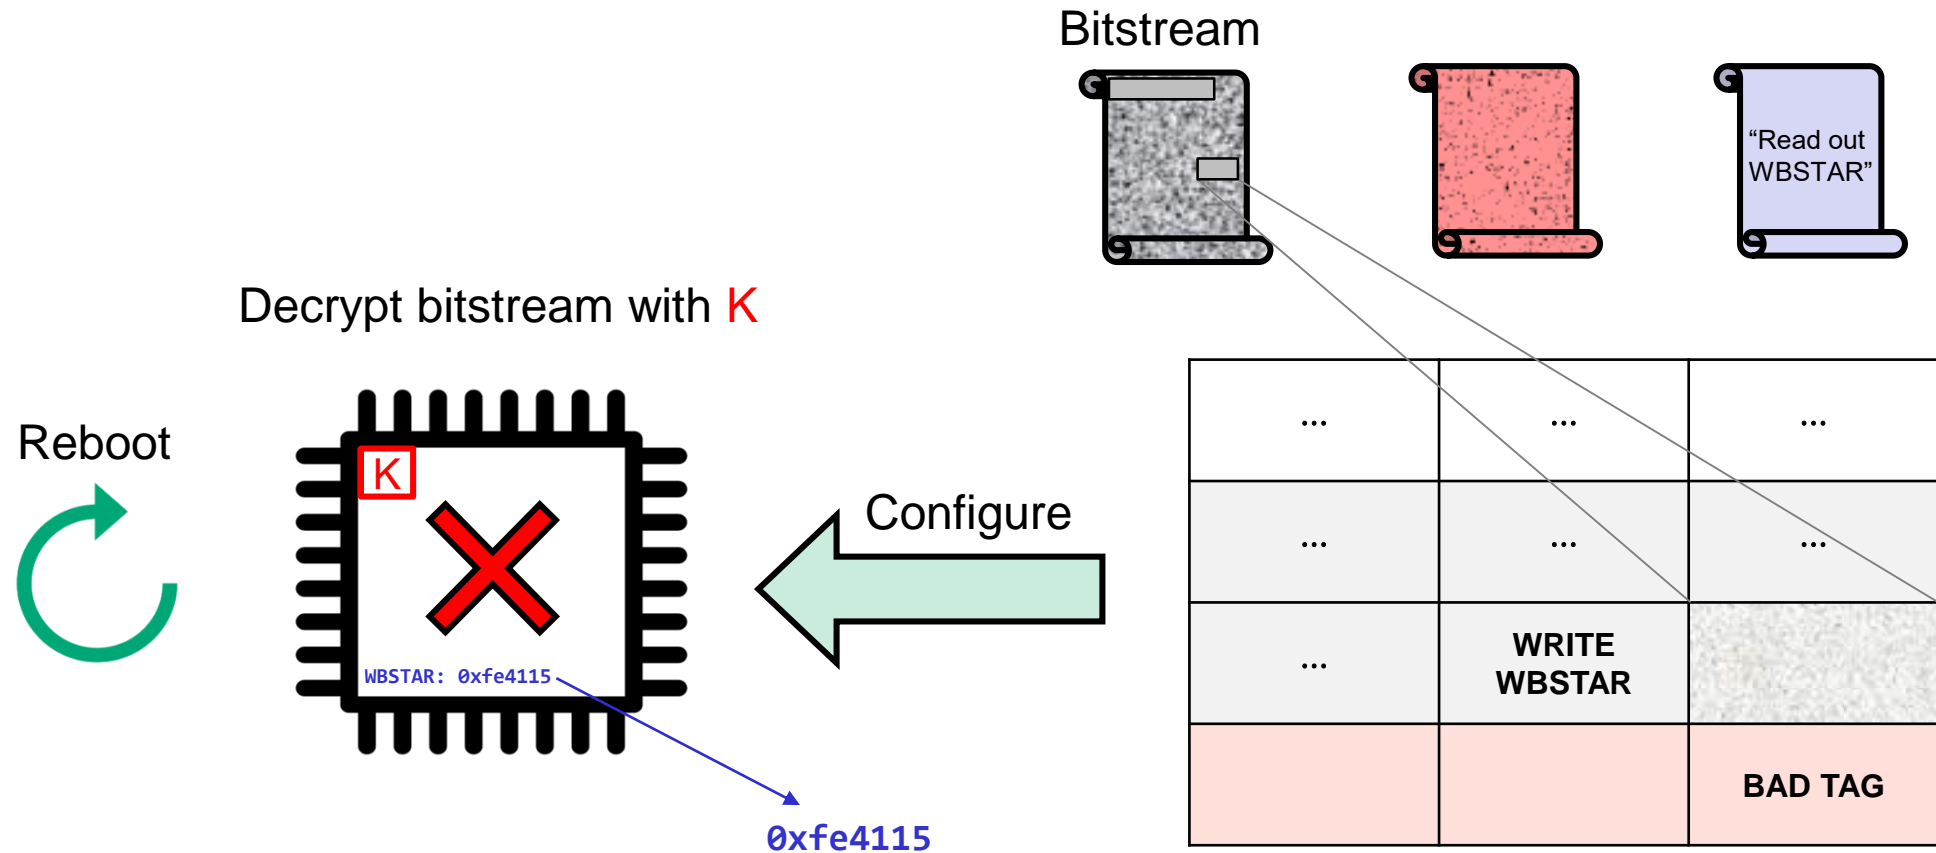 Bitstream
“Read out
WBSTAR”
Decrypt bitstream with K
Reboot
K
WBSTAR: 0xfe4115
0xfe4115
Configure
... ... ...
... ... ...
... WRITE
WBSTAR
BAD TAG